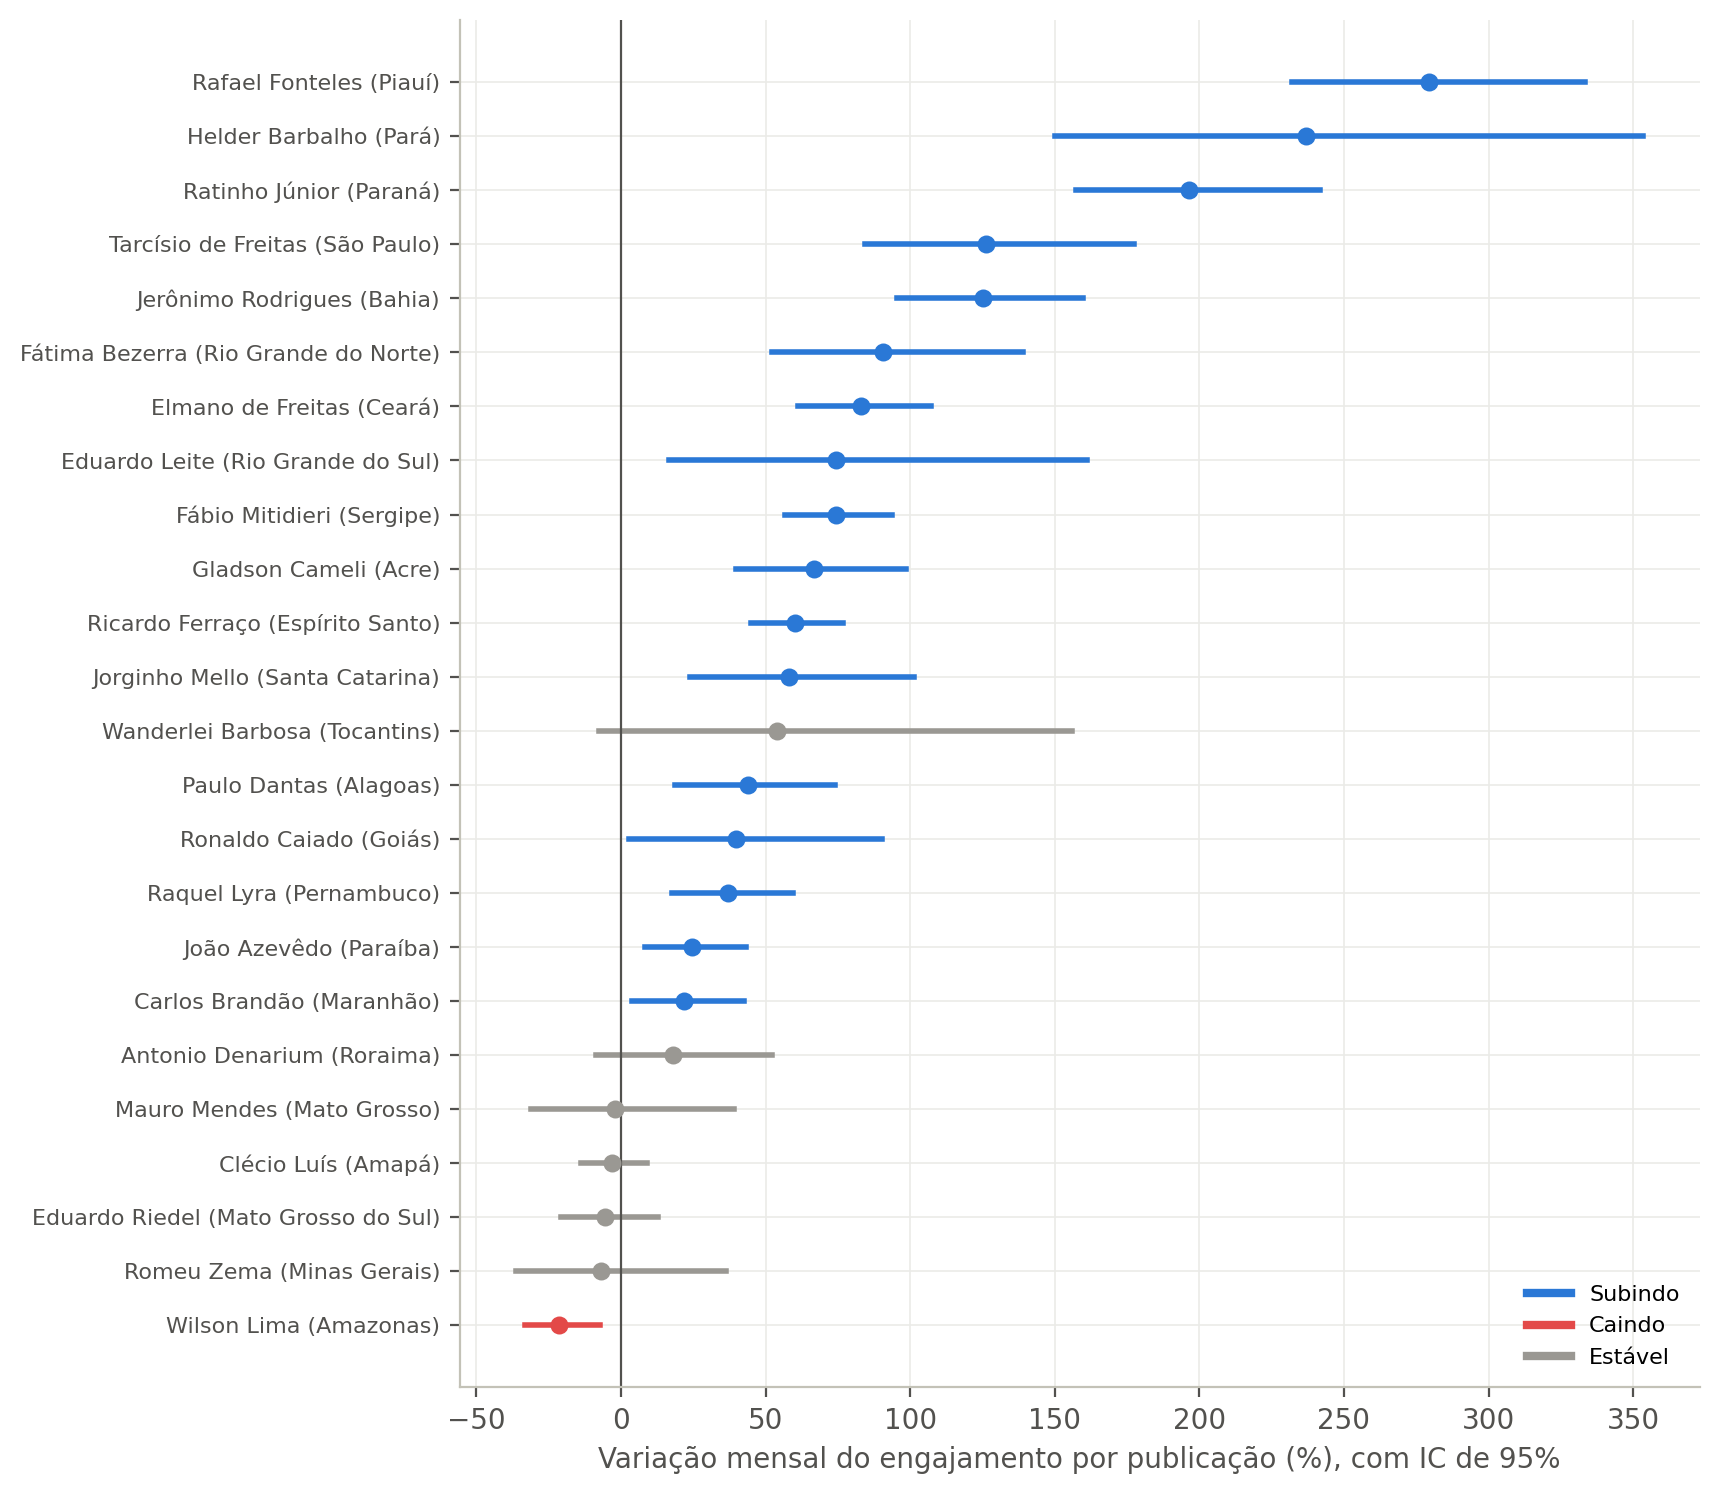 Rafael Fonteles (Piauí)
Helder Barbalho (Pará)
Ratinho Júnior (Paraná)
Tarcísio de Freitas (São Paulo)
Jerônimo Rodrigues (Bahia)
Fátima Bezerra (Rio Grande do Norte)
Elmano de Freitas (Ceará)
Eduardo Leite (Rio Grande do Sul)
Fábio Mitidieri (Sergipe)
Gladson Cameli (Acre)
Ricardo Ferraço (Espírito Santo)
Jorginho Mello (Santa Catarina)
Wanderlei Barbosa (Tocantins)
Paulo Dantas (Alagoas)
Ronaldo Caiado (Goiás)
Raquel Lyra (Pernambuco)
João Azevêdo (Paraíba)
Carlos Brandão (Maranhão)
Antonio Denarium (Roraima)
Mauro Mendes (Mato Grosso)
Clécio Luís (Amapá)
Eduardo Riedel (Mato Grosso do Sul)
Romeu Zema (Minas Gerais)
Wilson Lima (Amazonas)
Subindo
Caindo
Estável
−50 0 50 100 150 200 250 300 350
Variação mensal do engajamento por publicação (%), com IC de 95%